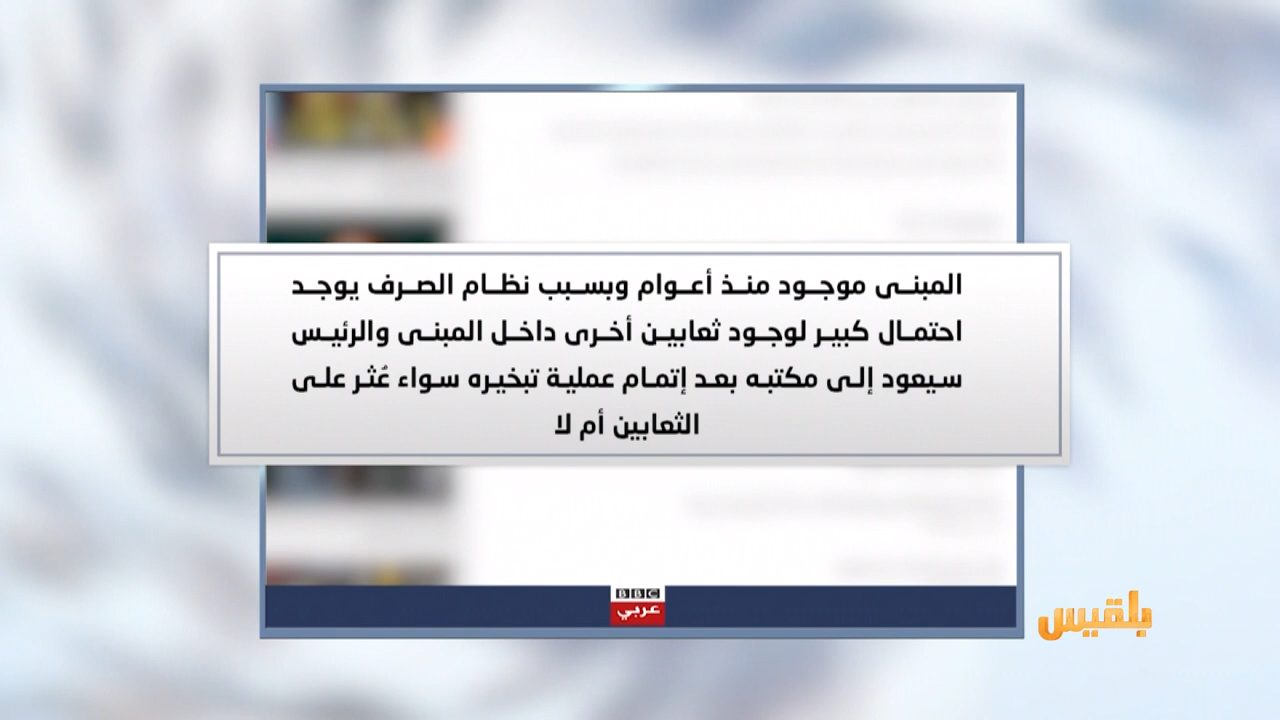 المبنى موجود منذ أعوام وبسبب نظام الصرف يوجد
احتمال كبير لوجود ثعابين أخرى داخل المبنى والرئيس
سيعود إلى مكتبه بعد إتمام عملية تبخيره سواء عُثر على
الثعابين أم لا
BBC
عربي
بلقيس